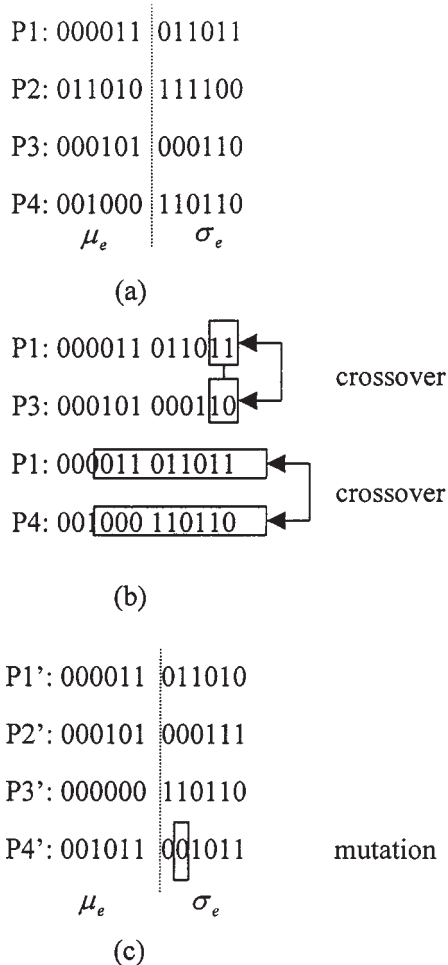 P1: 000011 011011
P2: 011010 111100
P3: 000101 000110
P4: 001000 110110
μe σe
(a)
P1: 000011 011011
crossover
P3: 000101 000110
P1: 000011 011011
crossover
P4: 001000 110110
(b)
P1’: 000011 011010
P2’: 000101 000111
P3’: 000000 110110
P4’: 001011 001011 mutation
μe σe
(c)